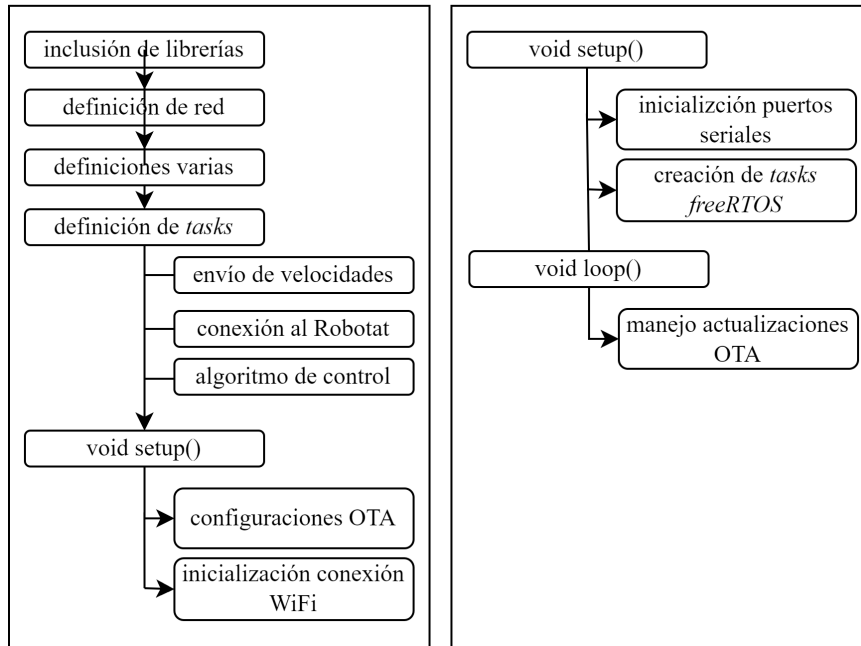 inclusión de librerías
definición de red
definiciones varias
definición de tasks
envío de velocidades
conexión al Robotat
algoritmo de control
void setup()
configuraciones OTA
inicialización conexión
WiFi
void setup()
inicializción puertos
seriales
creación de tasks
freeRTOS
void loop()
manejo actualizaciones
OTA